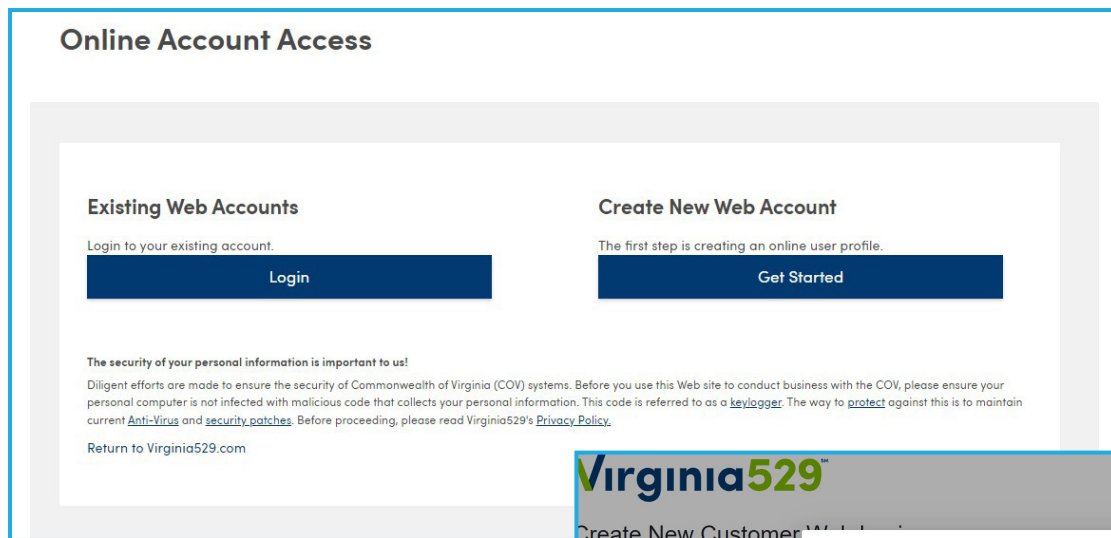 Online Account Access
Existing Web Accounts
Login to your existing account.
Login
Create New Web Account
The first step is creating an online user profile.
Get Started
The security of your personal information is important to us!
Diligent efforts are made to ensure the security of Commonwealth of Virginia (COV) systems. Before you use this Web site to conduct business with the COV, please ensure your
personal computer is not infected with malicious code that collects your personal information. This code is referred to as a keylogger. The way to protect against this is to maintain
current Anti-Virus and security patches. Before proceeding, please read Virginia529's Privacy Policy.
Return to Virginia529.com
Virginia529℠
Create New Customer